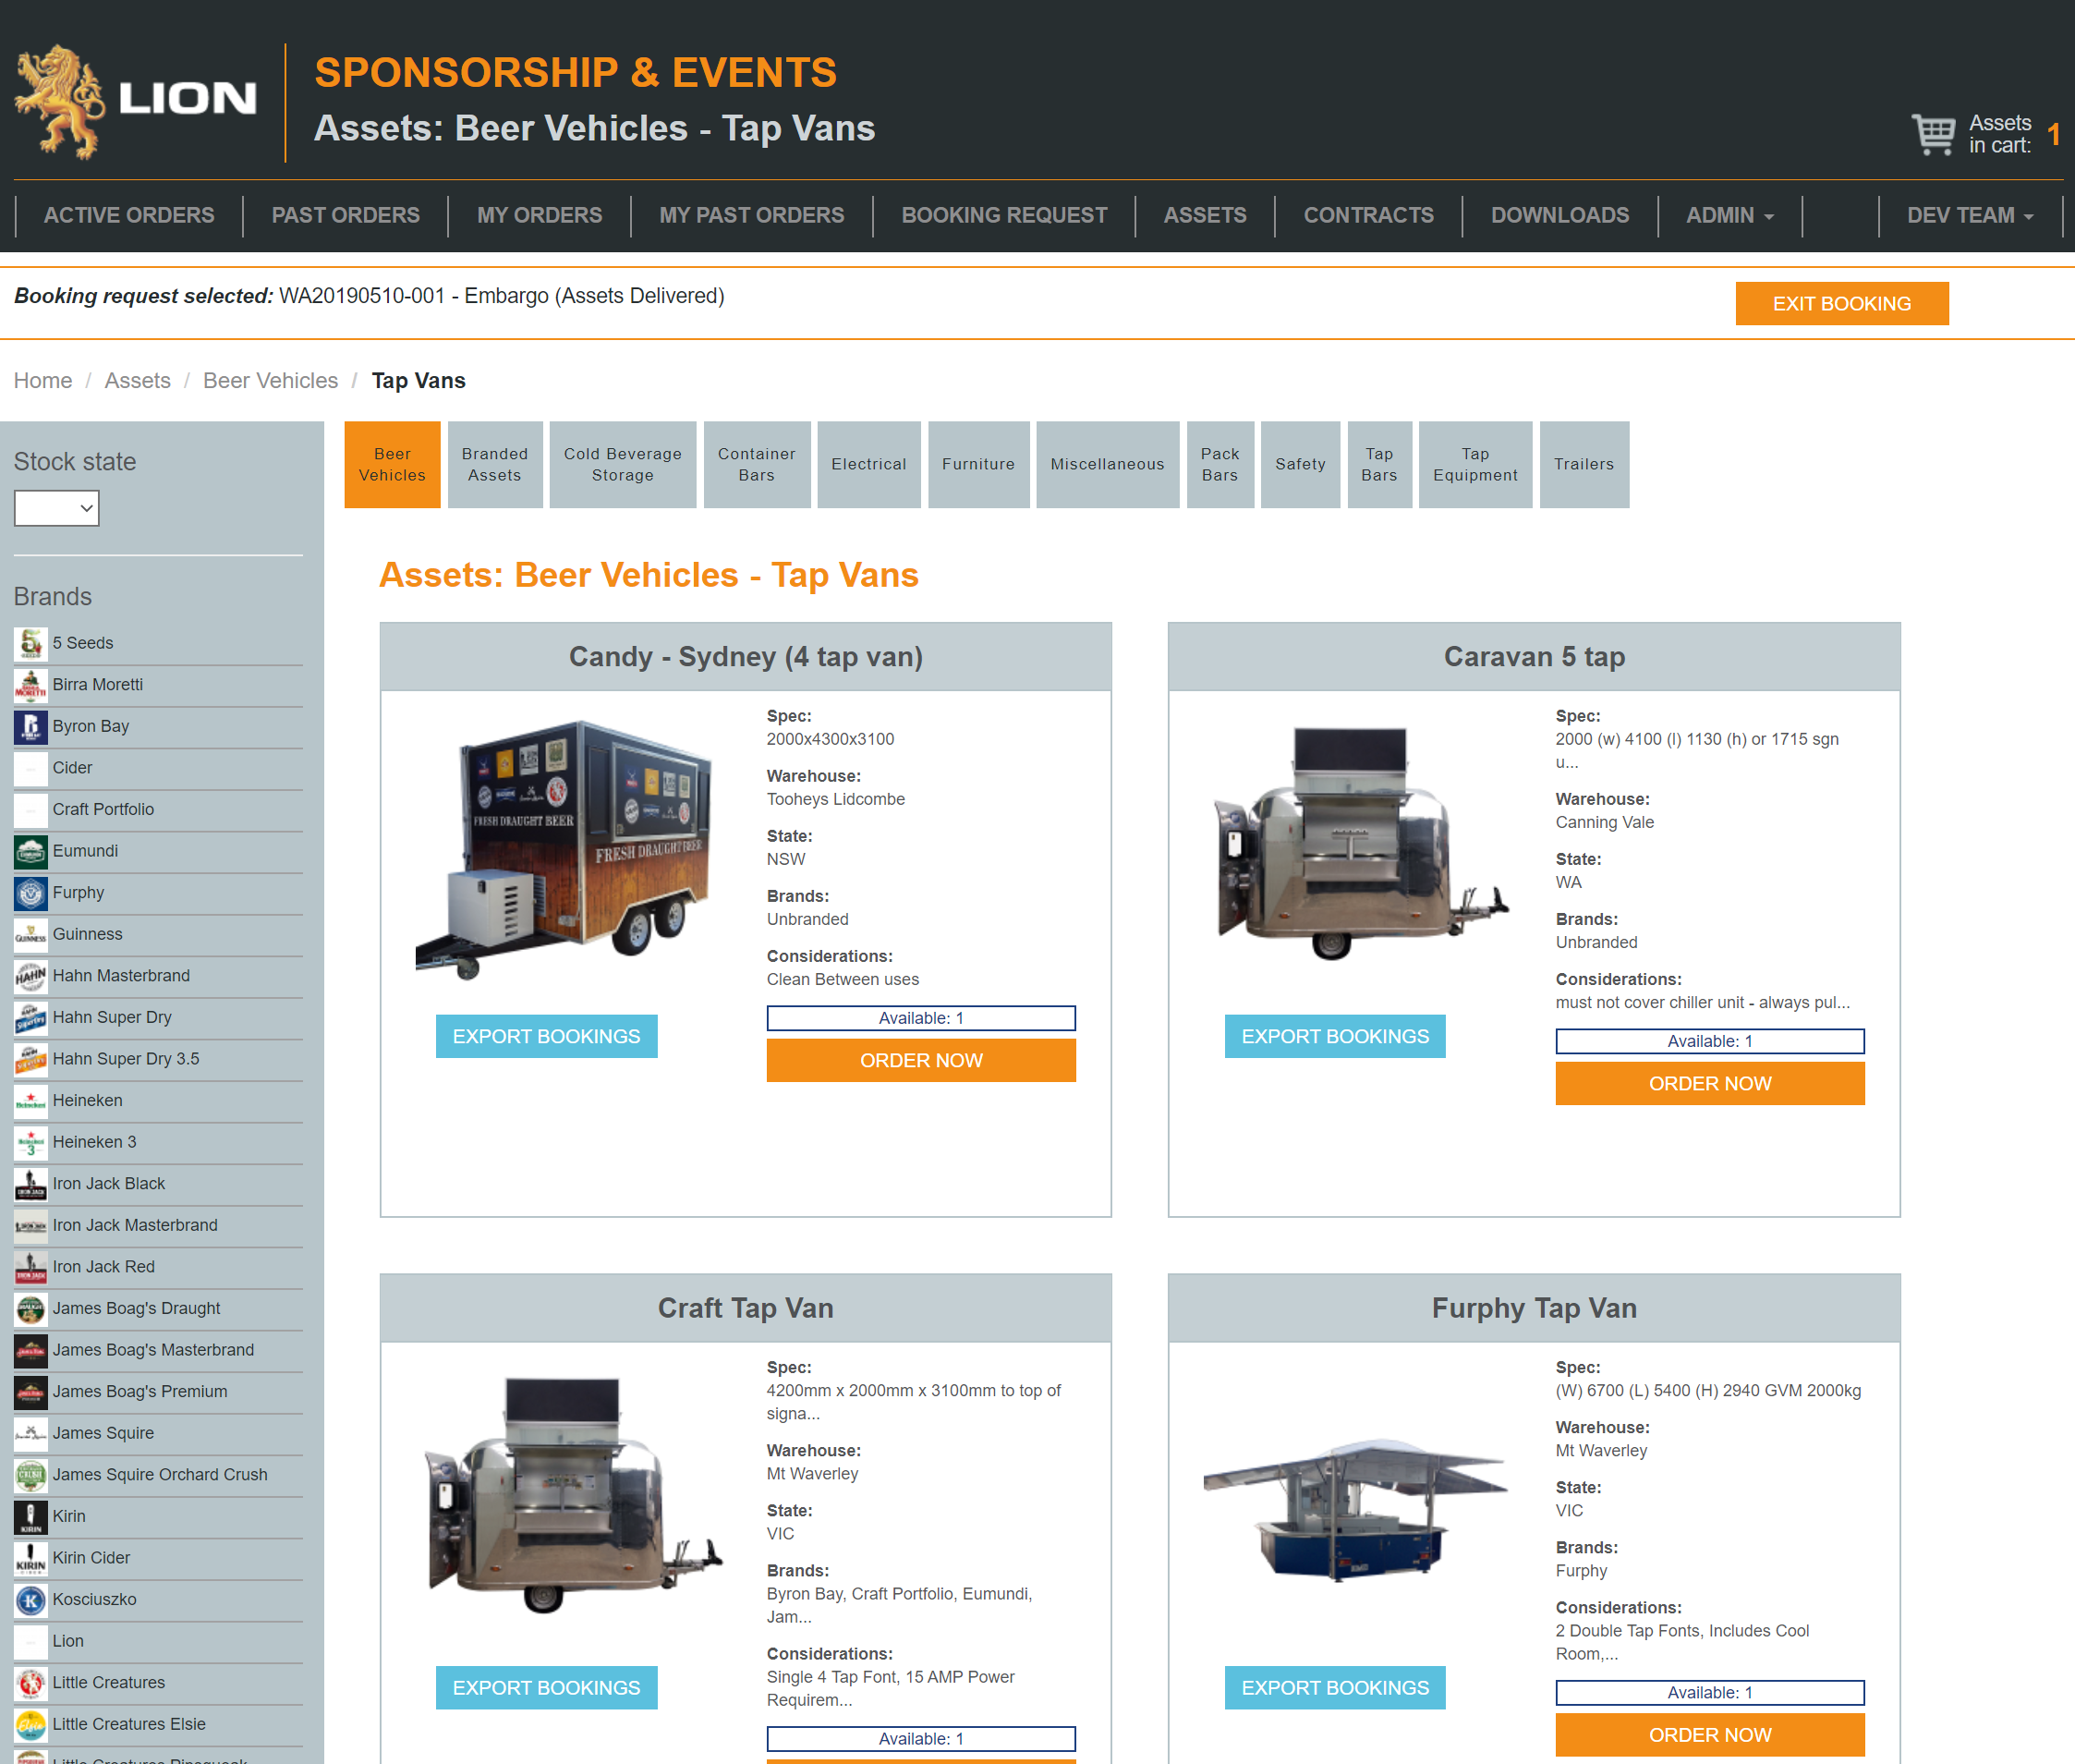 LION
SPONSORSHIP & EVENTS
Assets: Beer Vehicles - Tap Vans
Assets
in cart: 1
ACTIVE ORDERS
PAST ORDERS
MY ORDERS
MY PAST ORDERS
BOOKING REQUEST
ASSETS
CONTRACTS
DOWNLOADS
ADMIN
DEV TEAM
Booking request selected: WA20190510-001 - Embargo (Assets Delivered)
EXIT BOOKING
Home / Assets / Beer Vehicles / Tap Vans
Stock state
Brands
5 Seeds
Birra Moretti
Byron Bay
Cider
Craft Portfolio
Eumundi
Furphy
Guinness
Hahn Masterbrand
Hahn Super Dry
Hahn Super Dry 3.5
Heineken
Heineken 3
Iron Jack Black
Iron Jack Masterbrand
Iron Jack Red
James Boag's Draught
James Boag's Masterbrand
James Boag's Premium
James Squire
James Squire Orchard Crush
Kirin
Kirin Cider
Kosciuszko
Lion
Little Creatures
Little Creatures Elsie
Beer
Vehicles
Branded
Assets
Cold Beverage
Storage
Container
Bars
Electrical
Furniture
Miscellaneous
Pack
Bars
Safety
Tap
Bars
Tap
Equipment
Trailers
Assets: Beer Vehicles - Tap Vans
Candy - Sydney (4 tap van)
FRESH DRAUGHT BEER
FRESH DRAUGHT BEER
EXPORT BOOKINGS
Spec:
2000x4300x3100
Warehouse:
Tooheys Lidcombe
State:
NSW
Brands:
Unbranded
Considerations:
Clean Between uses
Available: 1
ORDER NOW
Caravan 5 tap
EXPORT BOOKINGS
Spec:
2000 (w) 4100 (l) 1130 (h) or 1715 sgn
u...
Warehouse:
Canning Vale
State:
WA
Brands:
Unbranded
Considerations:
must not cover chiller unit - always pul...
Available: 1
ORDER NOW
Craft Tap Van
EXPORT BOOKINGS
Spec:
4200mm x 2000mm x 3100mm to top of
signa...
Warehouse:
Mt Waverley
State:
VIC
Brands:
Byron Bay, Craft Portfolio, Eumundi,
Jam...
Considerations:
Single 4 Tap Font, 15 AMP Power
Requirem...
Available: 1
Furphy Tap Van
EXPORT BOOKINGS
Spec:
(W) 6700 (L) 5400 (H) 2940 GVM 2000kg
Warehouse:
Mt Waverley
State:
VIC
Brands:
Furphy
Considerations:
2 Double Tap Fonts, Includes Cool
Room,...
Available: 1
ORDER NOW